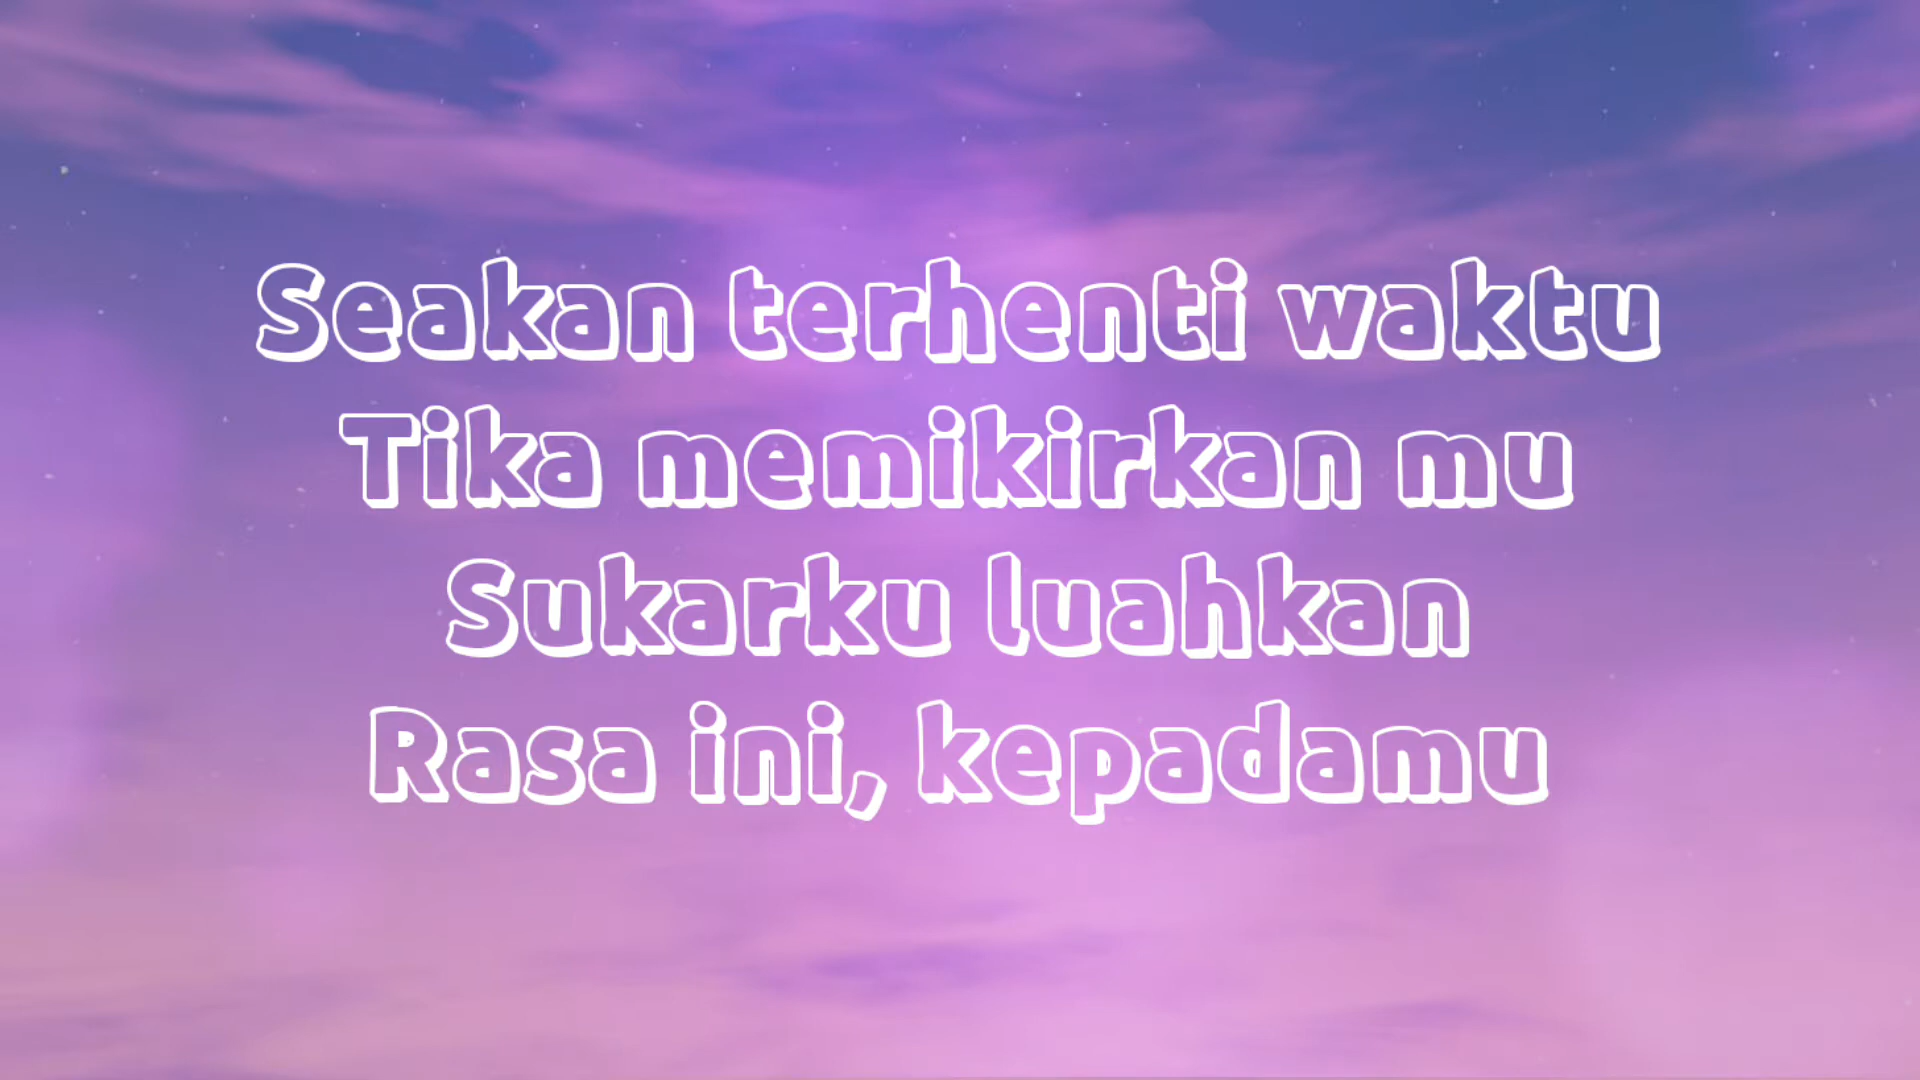 Seakan terhenti waktu
Tika memikirkan mu
Sukarku luahkan
Rasa ini, kepadamu